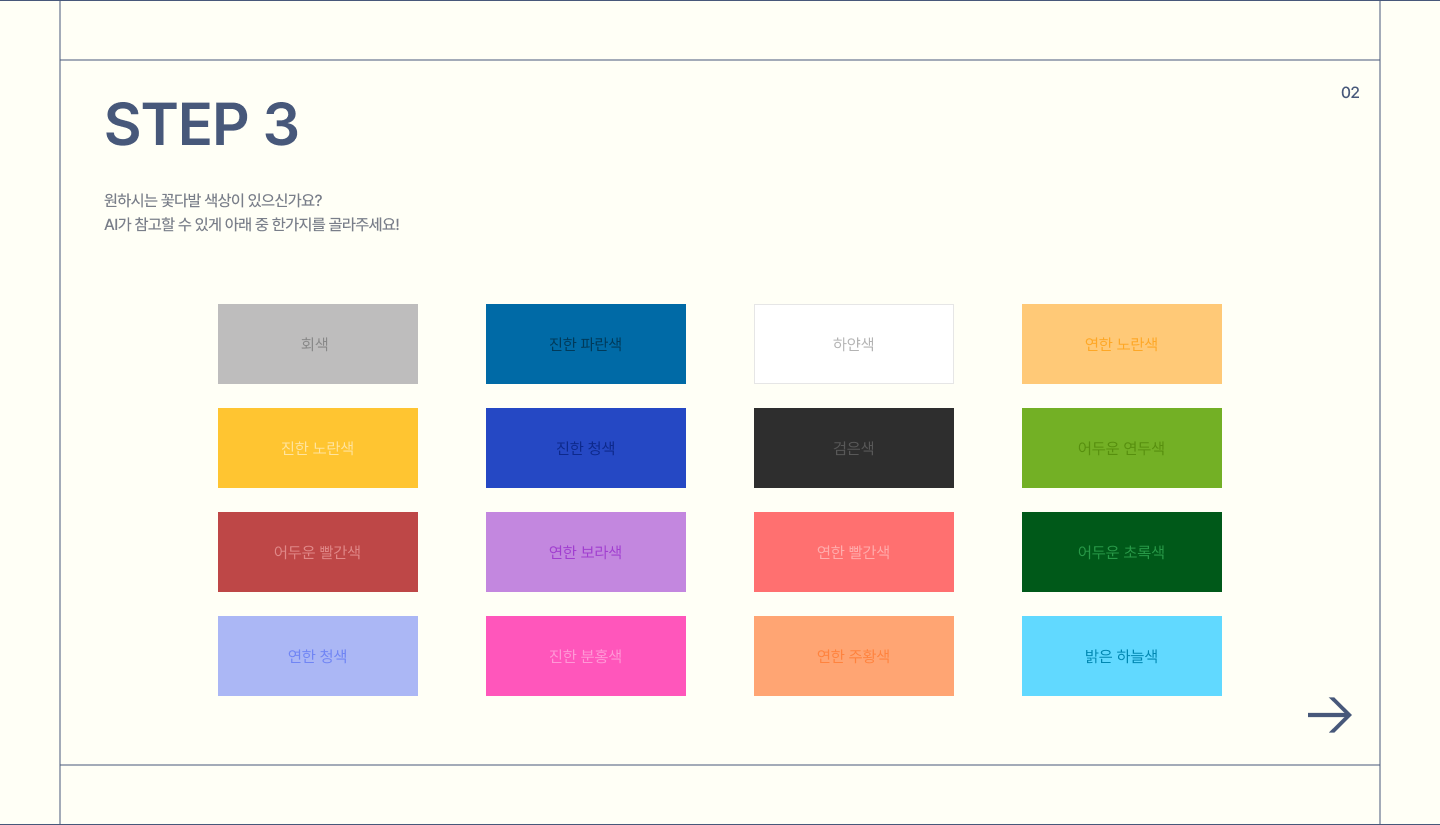 02
STEP 3
원하시는 꽃다발 색상이 있으신가요?
AI가 참고할 수 있게 아래 중 한가지를 골라주세요!
회색
진한 파란색
하얀색
연한 노란색
진한 노란색
진한 청색
검은색
어두운 연두색
어두운 빨간색
연한 보라색
연한 빨간색
어두운 초록색
연한 청색
진한 분홍색
연한 주황색
밝은 하늘색